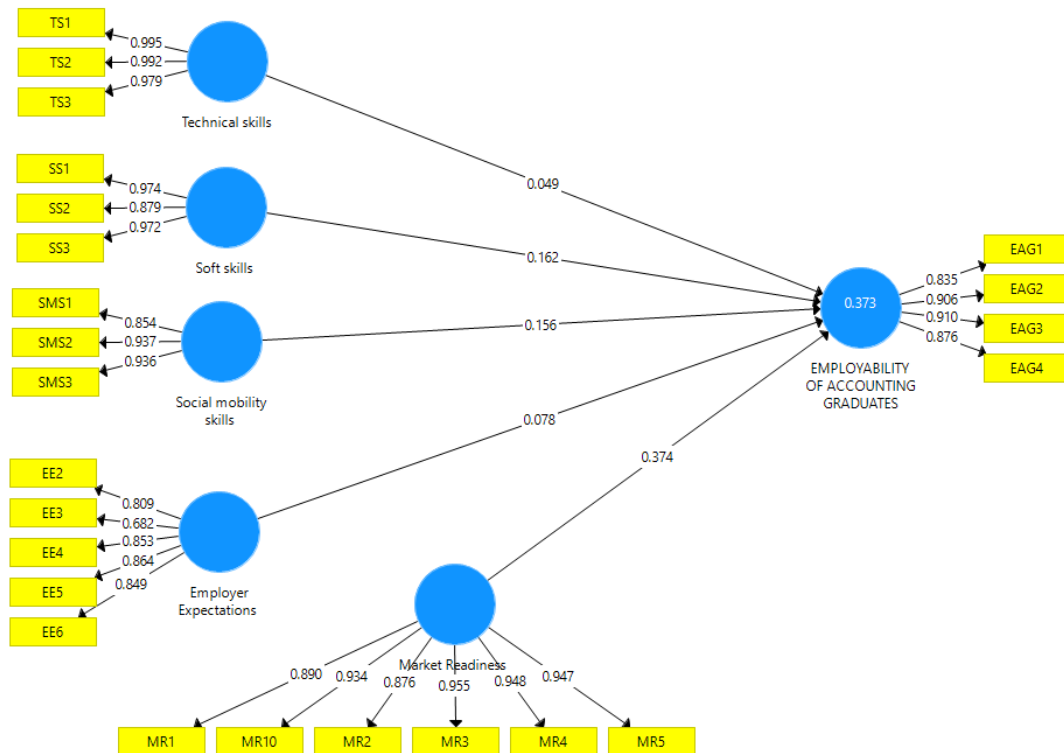 TS1
0.995
TS2
0.992
TS3
0.979
Technical skills
0.049
SS1
0.974
SS2
0.879
SS3
0.972
Soft skills
0.162
SMS1
0.854
SMS2
0.937
SMS3
0.936
Social mobility
skills
0.156
EE2
0.809
EE3
0.682
EE4
0.853
EE5
0.864
EE6
0.849
Employer
Expectations
0.078
Market Readiness
0.374
0.890
0.934
0.876
0.955
0.948
0.947
MR1
MR10
MR2
MR3
MR4
MR5
0.373
EMPLOYABILITY
OF ACCOUNTING
GRADUATES
0.835
EAG1
0.906
EAG2
0.910
EAG3
0.876
EAG4